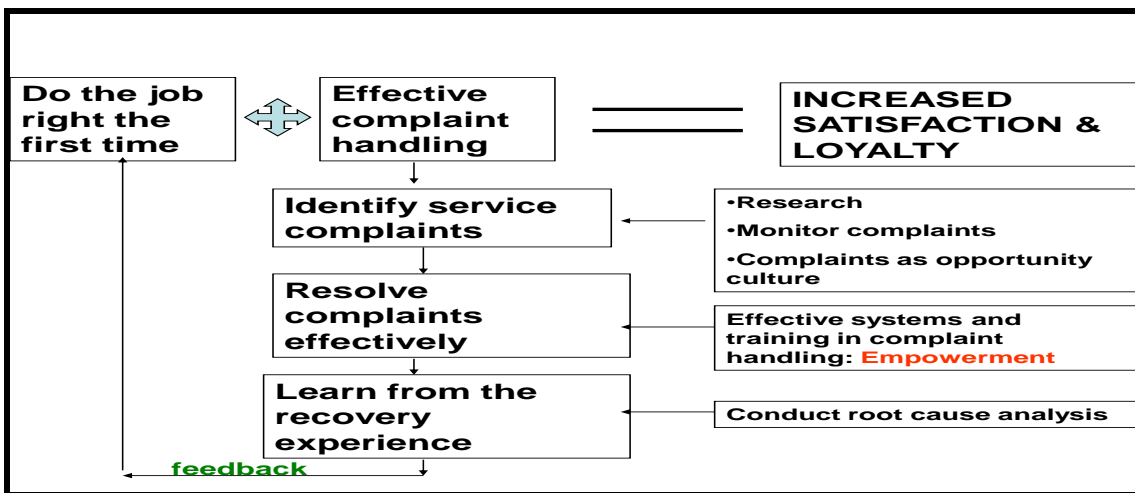 Do the job
right the
first time
Effective
complaint
handling
INCREASED
SATISFACTION &
LOYALTY
Identify service
complaints
•Research
•Monitor complaints
•Complaints as opportunity
culture
Resolve
complaints
effectively
Effective systems and
training in complaint
handling: Empowerment
Learn from the
recovery
experience
Conduct root cause analysis
feedback